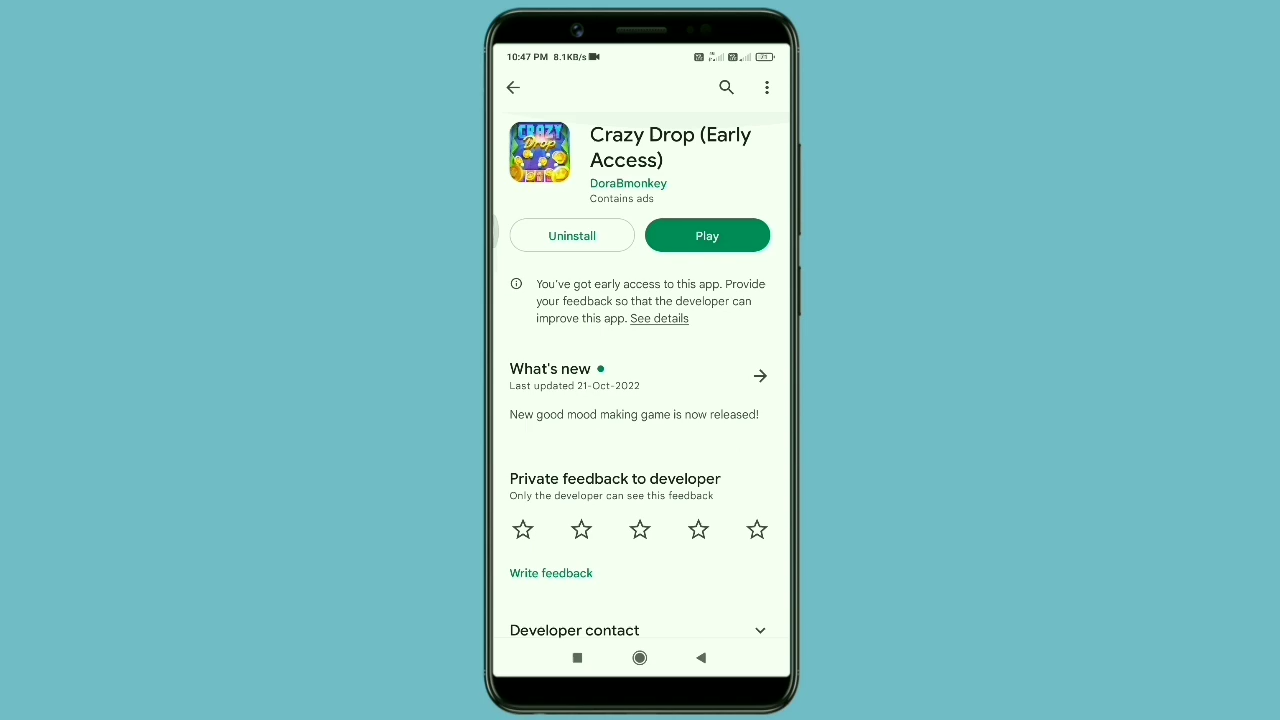 10:47 PM 8.1KB/s
CRAZY
Drop
Crazy Drop (Early
Access)
DoraBmonkey
Contains ads
Uninstall
Play
You've got early access to this app. Provide
your feedback so that the developer can
improve this app. See details
What's new
Last updated 21-Oct-2022
New good mood making game is now released!
Private feedback to developer
Only the developer can see this feedback
Write feedback
Developer contact